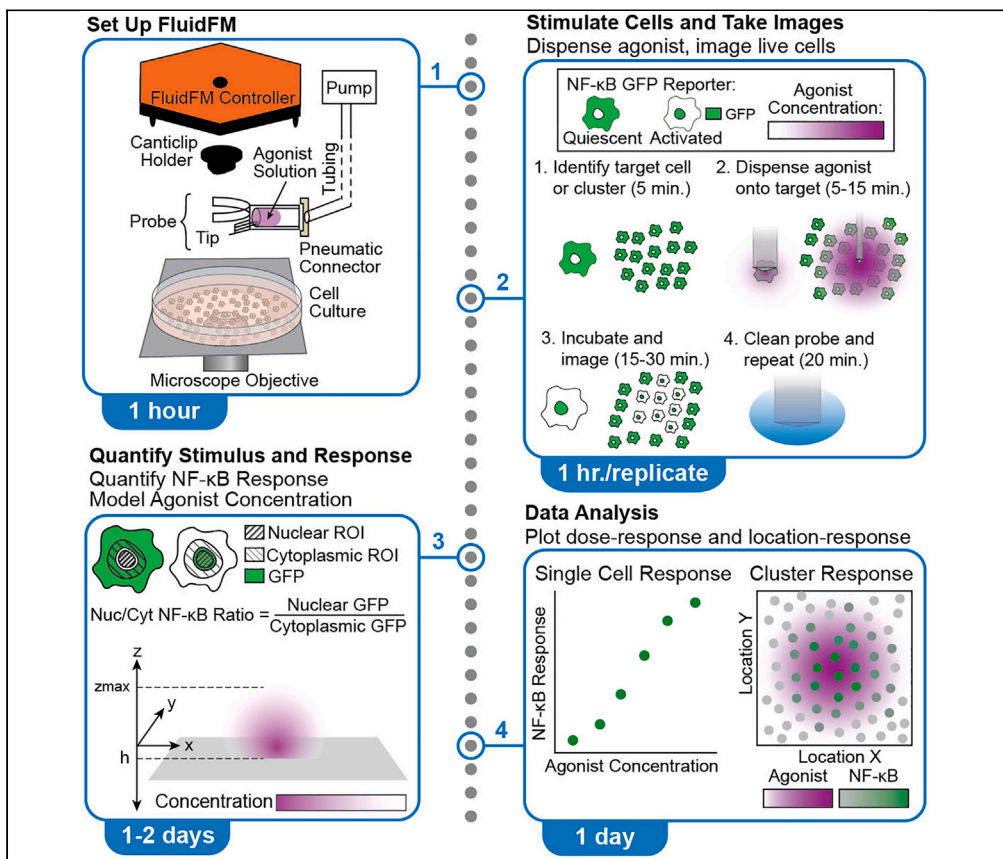 Set Up FluidFM
1
FluidFM Controller
Pump
Canticlip
Holder
Agonist
Solution
Tubing
Probe
Tip
Pneumatic
Connector
Cell
Culture
Microscope Objective
1 hour
Stimulate Cells and Take Images
Dispense agonist, image live cells
2
NF-κB GFP Reporter:
GFP
Quiescent Activated
Agonist
Concentration:
1. Identify target cell
or cluster (5 min.)
2. Dispense agonist
onto target (5-15 min.)
3. Incubate and
image (15-30 min.)
4. Clean probe and
repeat (20 min.)
1 hr./replicate
Quantify Stimulus and Response
Quantify NF-κB Response
Model Agonist Concentration
3
Nuclear ROI
Cytoplasmic ROI
GFP
Nuc/Cyt NF-κB Ratio = Nuclear GFP
Cytoplasmic GFP
z
zmax
y
x
h
Concentration
1-2 days
Data Analysis
Plot dose-response and location-response
4
Single Cell Response
NF-κB Response
Agonist Concentration
Cluster Response
Location Y
Location X
Agonist NF-κB
1 day